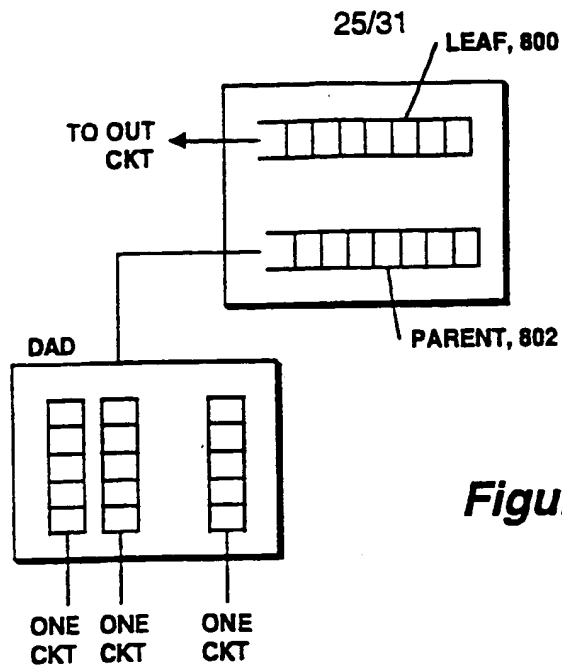 25/31
LEAF, 800
TO OUT
CKT
PARENT, 802
DAD
ONE
CKT
ONE
CKT
ONE
CKT